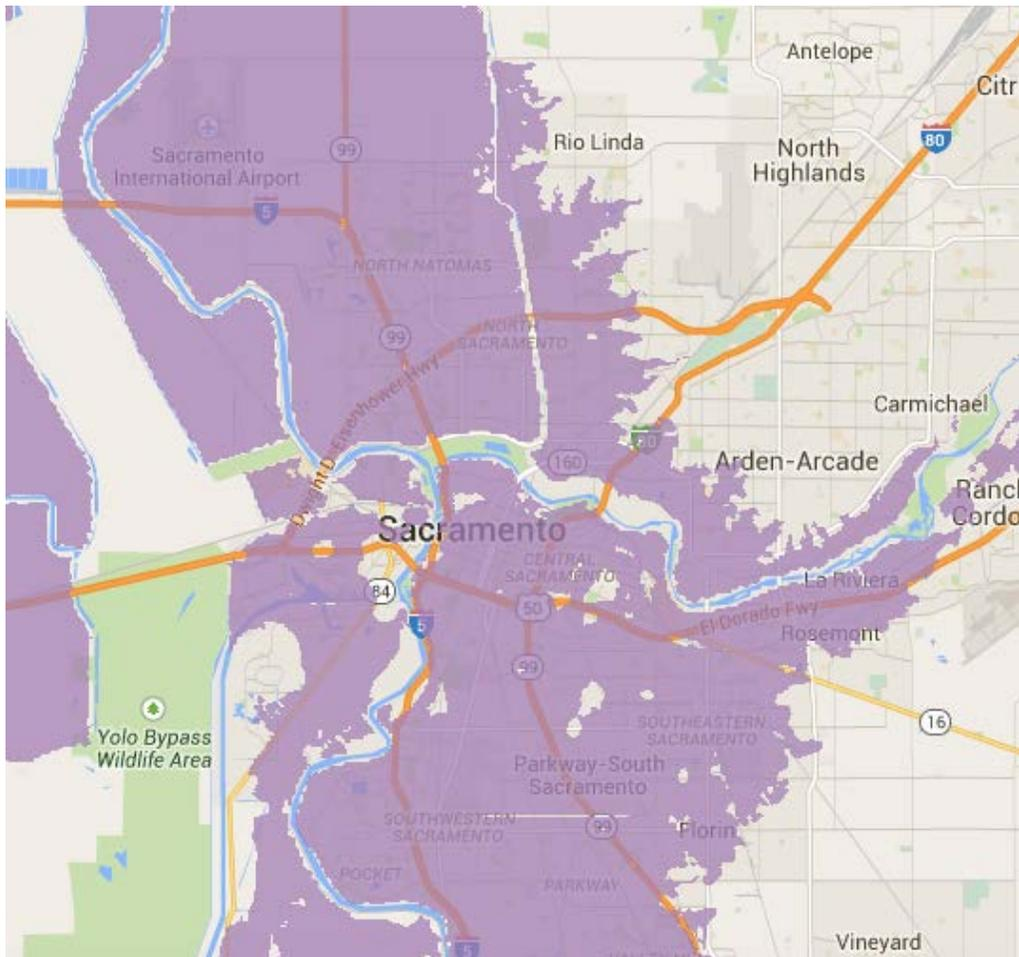 Antelope
Citr
80
Rio Linda
North
Highlands
99
Sacramento
International Airport
5
NORTH NATOMAS
99
NORTH
SACRAMENTO
Dwight D. Eisenhower Hwy
Carmichael
80
160
Arden-Arcade
Ranch
Cordo
Sacramento
CENTRAL
SACRAMENTO
La Riviera
84
50
El Dorado Fwy
5
Rosemont
99
Yolo Bypass
Wildlife Area
SOUTHEASTERN
SACRAMENTO
16
Parkway-South
Sacramento
SOUTHWESTERN
SACRAMENTO
99
Florin
POCKET
PARKWAY
Vineyard
5